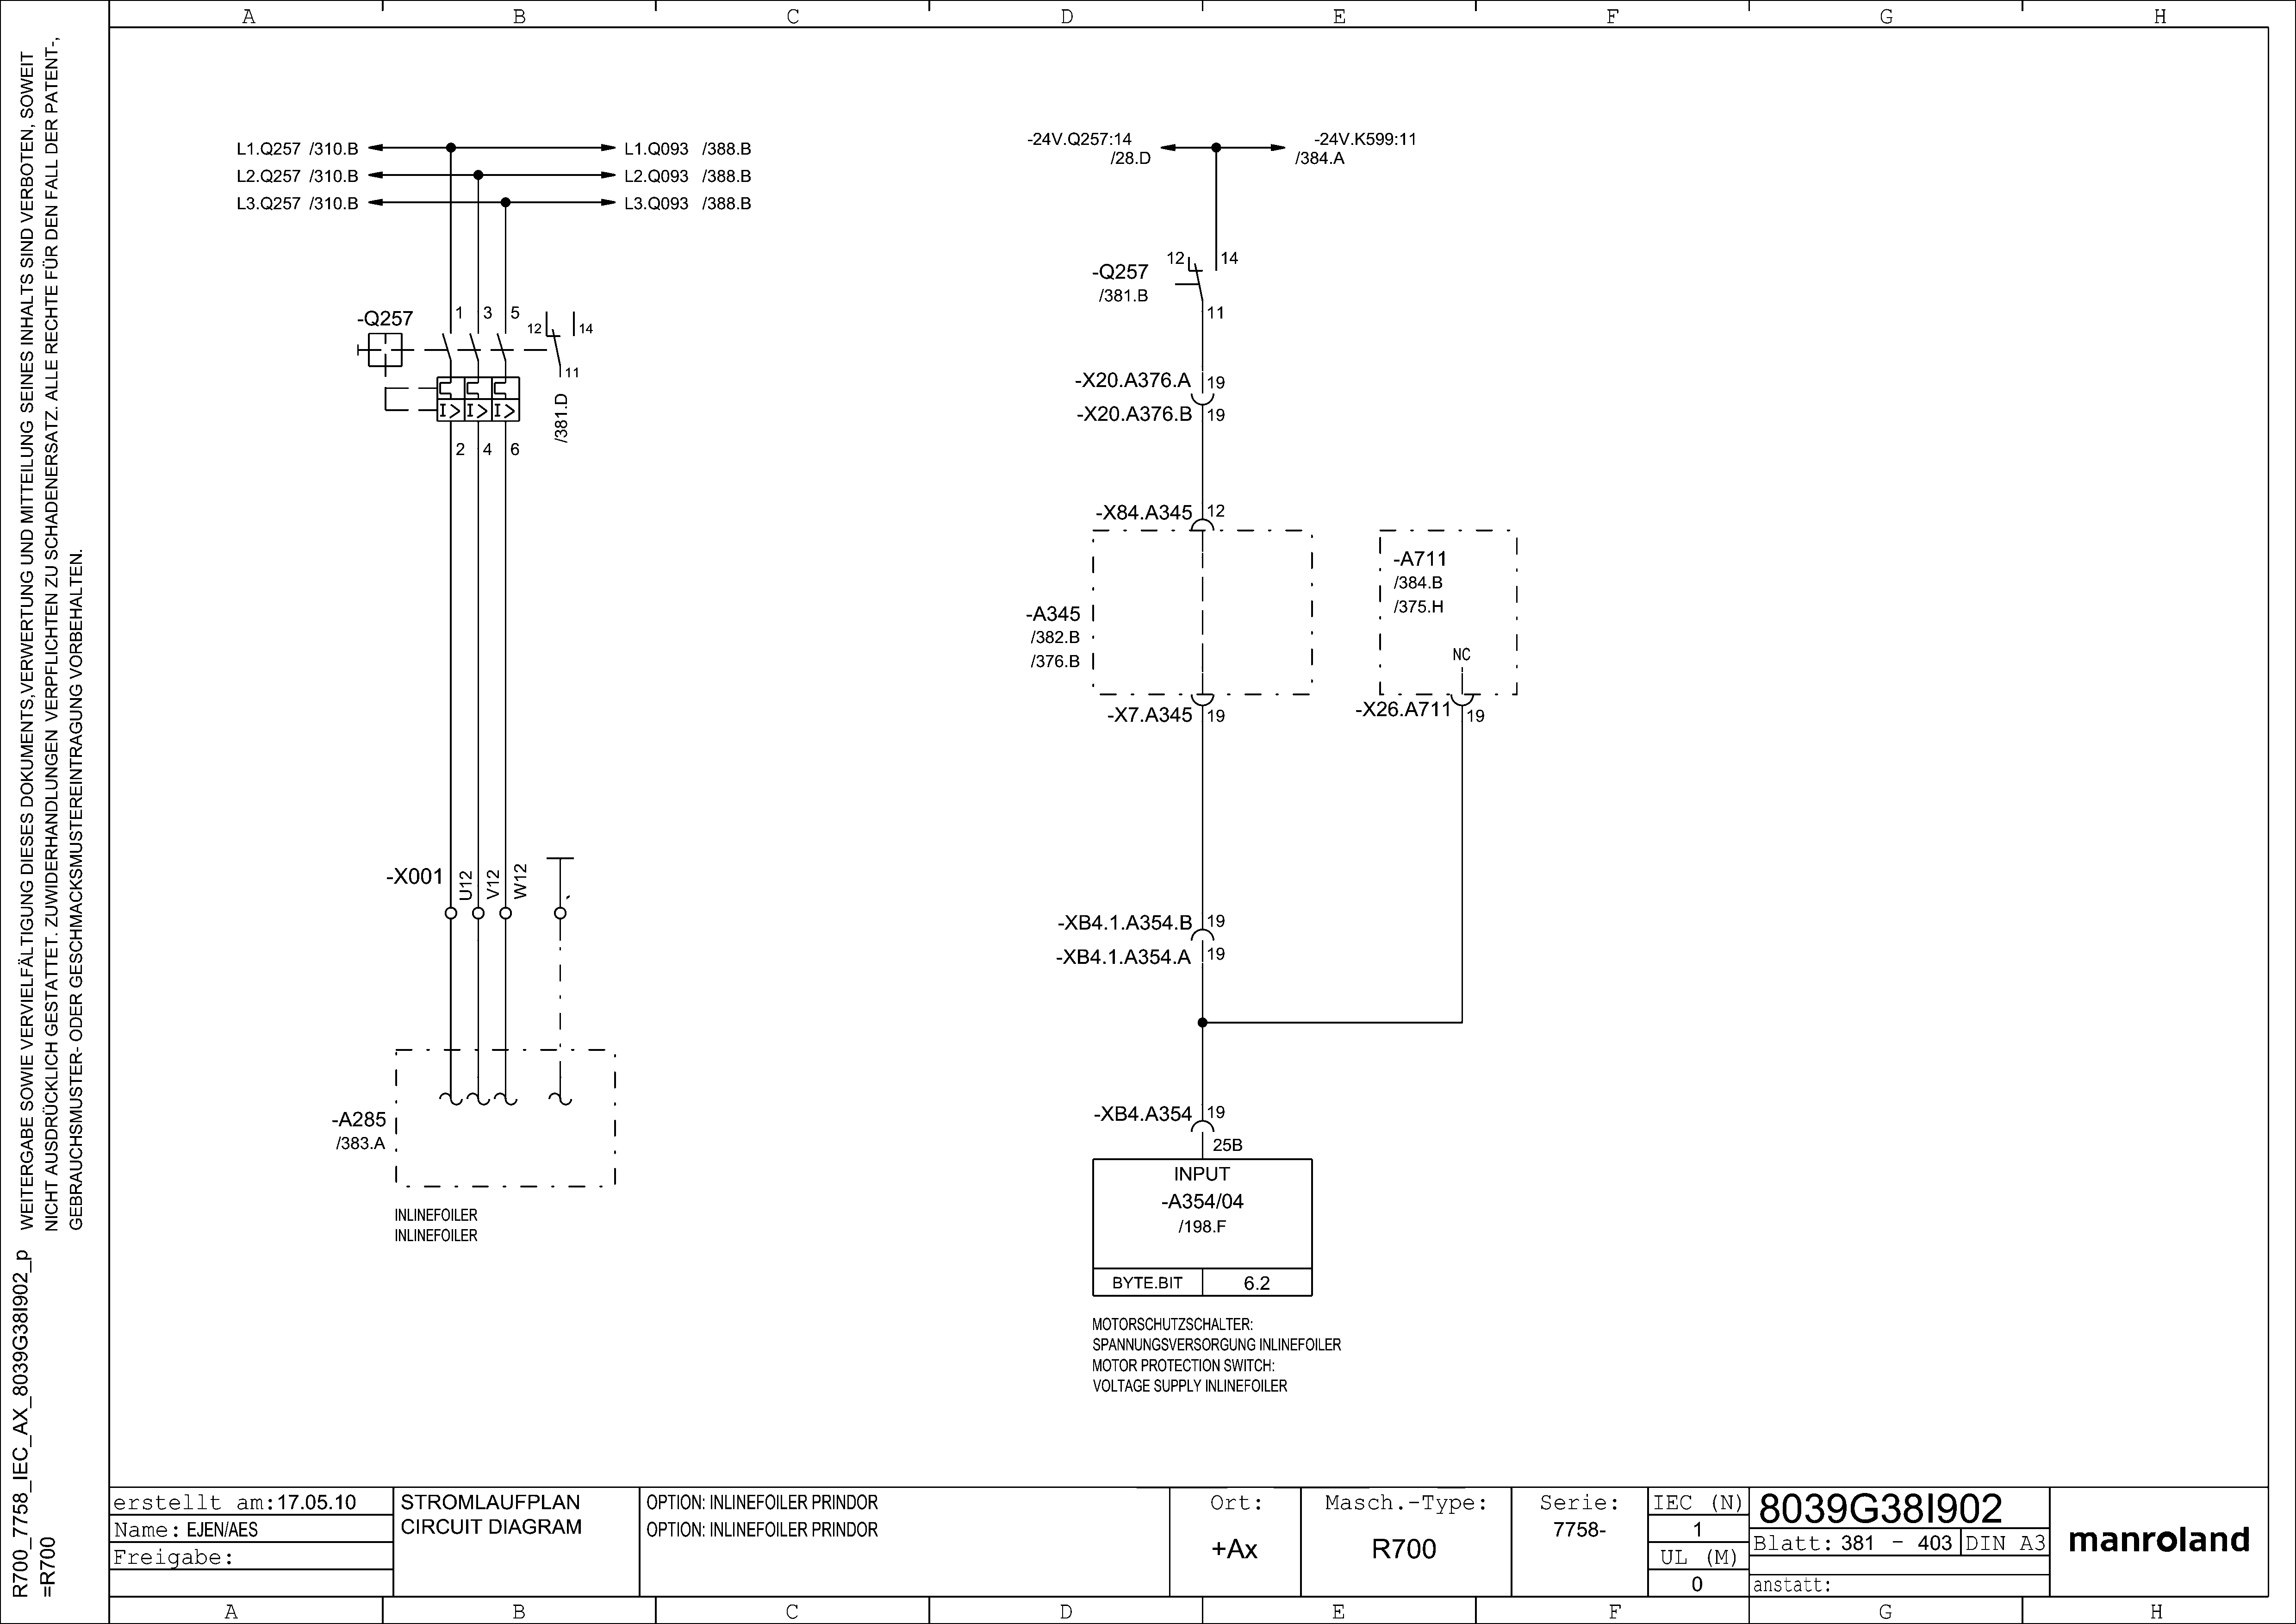 A B C D E F G H
WEITERGABE SOWIE VERVIELFÄLTIGUNG DIESES DOKUMENTS,VERWERTUNG UND MITTEILUNG SEINES INHALTS SIND VERBOTEN, SOWEIT
NICHT AUSDRÜCKLICH GESTATTET. ZUWIDERHANDLUNGEN VERPFLICHTEN ZU SCHADENERSATZ. ALLE RECHTE FÜR DEN FALL DER PATENT-,
GEBRAUCHSMUSTER- ODER GESCHMACKSMUSTEREINTRAGUNG VORBEHALTEN.
R700_7758_IEC_AX_8039G38I902_p
=R700
L1.Q257 /310.B L1.Q093 /388.B
L2.Q257 /310.B L2.Q093 /388.B
L3.Q257 /310.B L3.Q093 /388.B
-Q257
1 3 5
12 14
11
I> I> I>
/381.D
2 4 6
-X001
U12
V12
W12
-A285
/383.A
INLINEFOILER
INLINEFOILER
-24V.Q257:14
/28.D
-24V.K599:11
/384.A
12 14
-Q257
/381.B
11
-X20.A376.A 19
-X20.A376.B 19
-X84.A345 12
-A345
/382.B
/376.B
-X7.A345 19
-A711
/384.B
/375.H
NC
-X26.A711 19
-XB4.1.A354.B 19
-XB4.1.A354.A 19
-XB4.A354 19
25B
INPUT
-A354/04
/198.F
BYTE.BIT 6.2
MOTORSCHUTZSCHALTER:
SPANNUNGSVERSORGUNG INLINEFOILER
MOTOR PROTECTION SWITCH:
VOLTAGE SUPPLY INLINEFOILER
erstellt am:17.05.10
Name: EJEN/AES
Freigabe:
STROMLAUFPLAN
CIRCUIT DIAGRAM
OPTION: INLINEFOILER PRINDOR
OPTION: INLINEFOILER PRINDOR
Ort:
+Ax
Masch.-Type:
R700
Serie:
7758-
IEC (N)
1
UL (M)
0
8039G38I902
Blatt: 381 - 403 DIN A3
anstatt:
manroland
A B C D E F G H